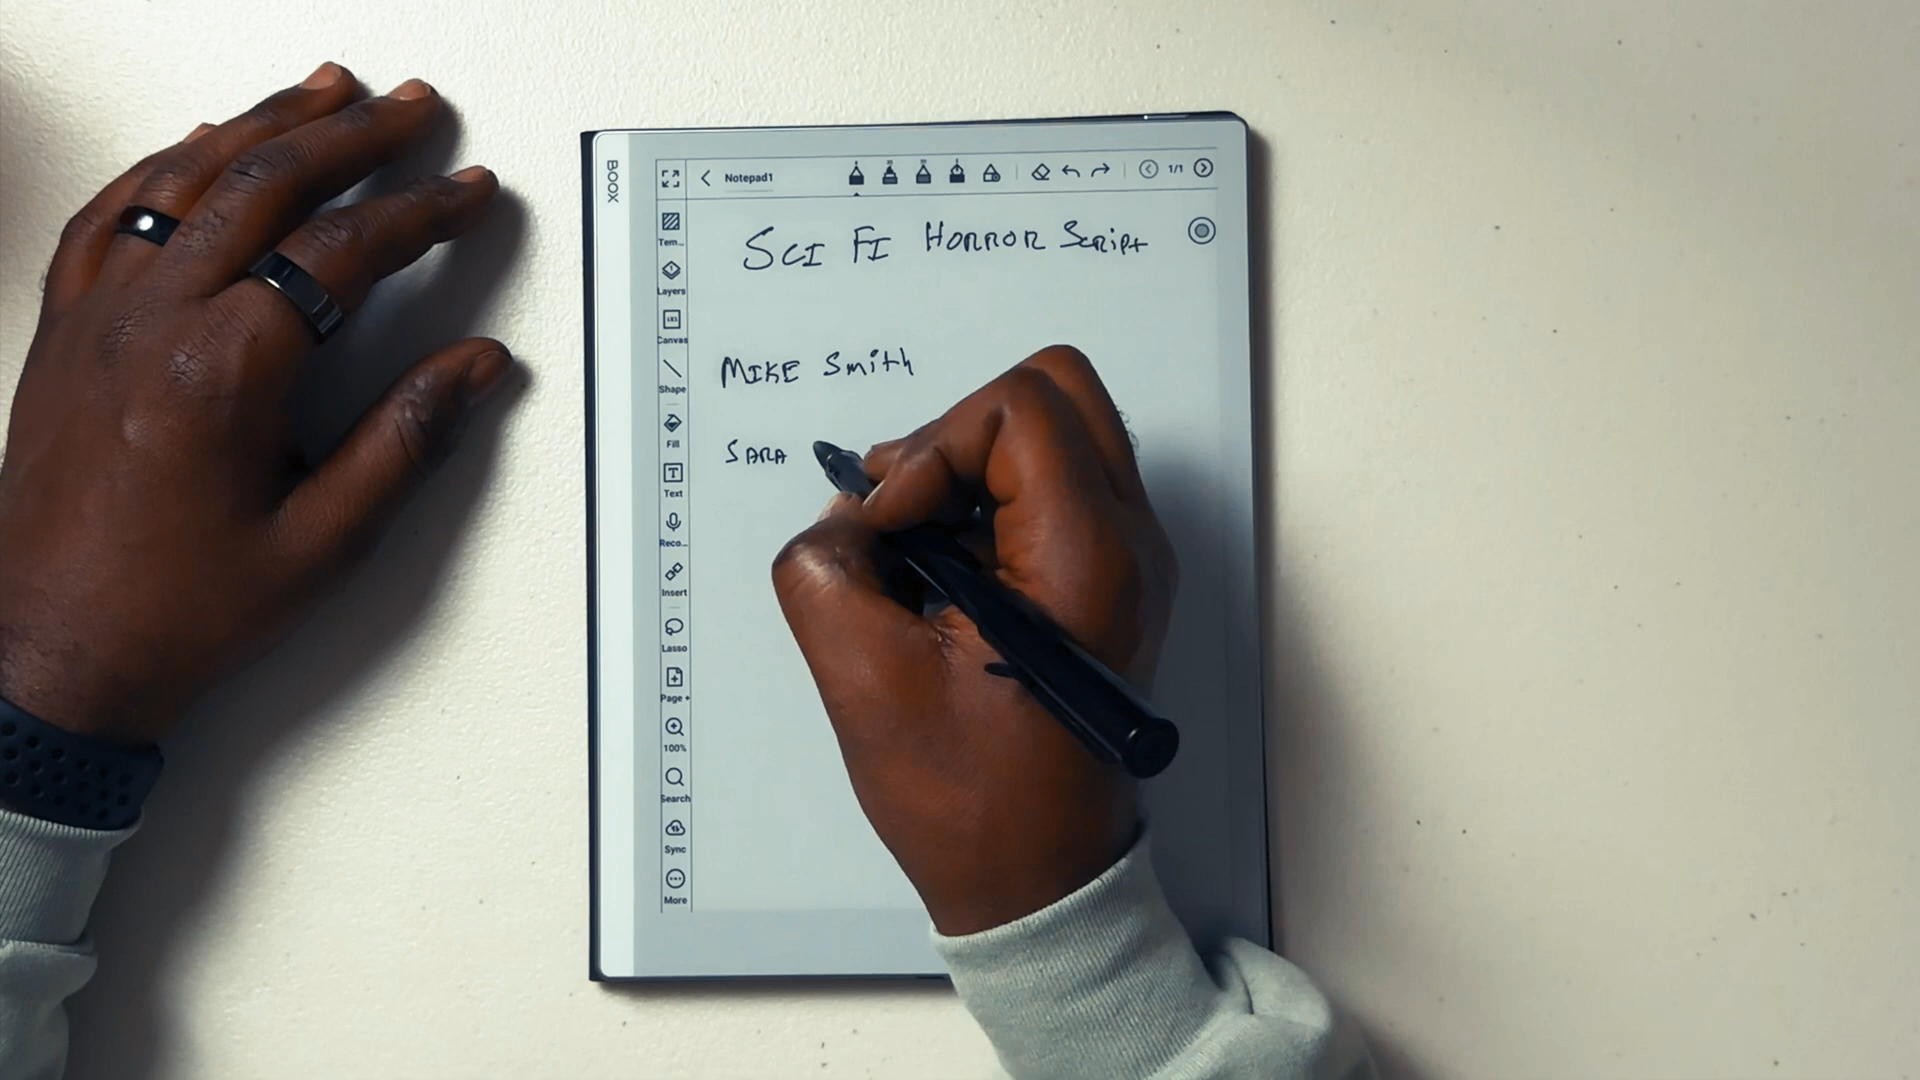 BOOX
Notepad1
1/1
Tem...
Layers
Canvas
Shape
Fill
Text
Reco...
Insert
Lasso
Page +
100%
Search
Sync
More
SCI FI HORROR Script
MIKE Smith
SARA